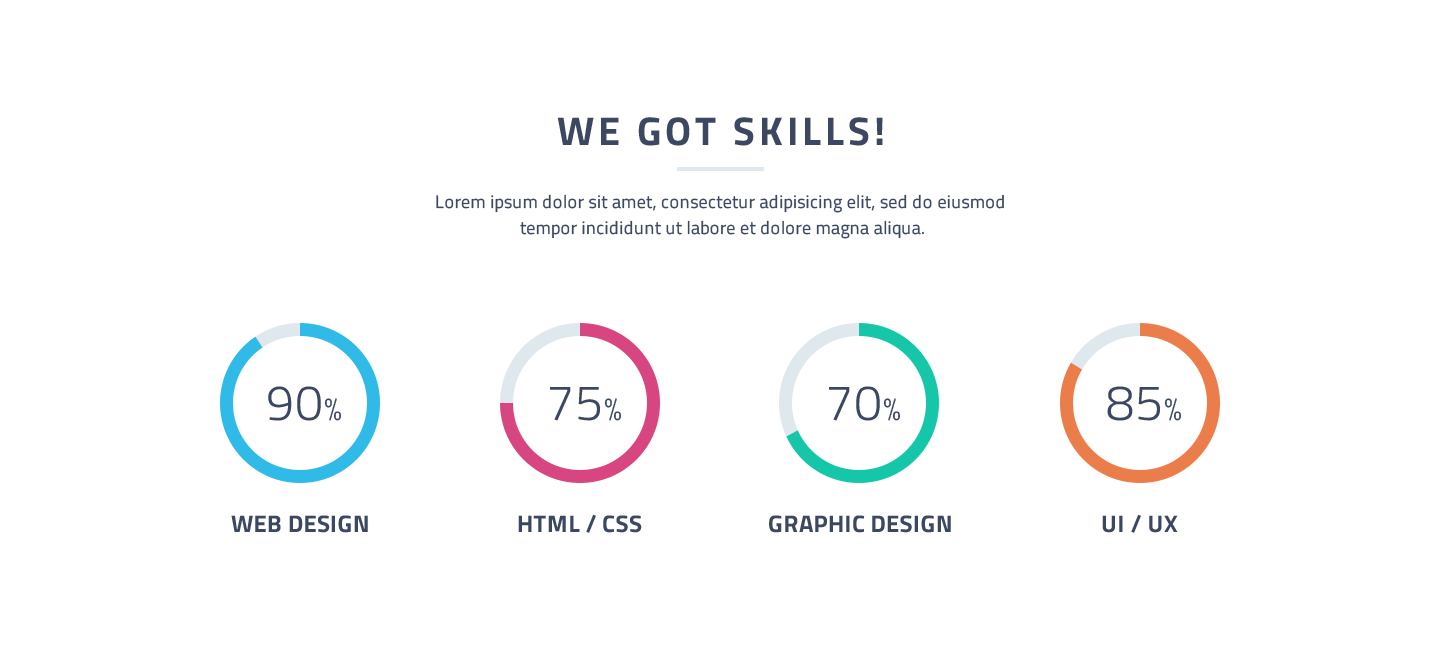 WE GOT SKILLS!
Lorem ipsum dolor sit amet, consectetur adipisicing elit, sed do eiusmod
tempor incididunt ut labore et dolore magna aliqua.
90% 75% 70% 85%
WEB DESIGN HTML / CSS GRAPHIC DESIGN UI / UX